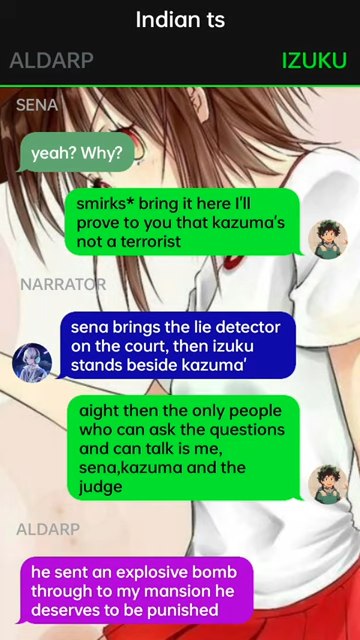 Indian ts
ALDARP
IZUKU
SENA
yeah? Why?
smirks* bring it here I'll
prove to you that kazuma's
not a terrorist
NARRATOR
sena brings the lie detector
on the court, then izuku
stands beside kazuma'
aight then the only people
who can ask the questions
and can talk is me,
sena,kazuma and the
judge
ALDARP
he sent an explosive bomb
through to my mansion he
deserves to be punished